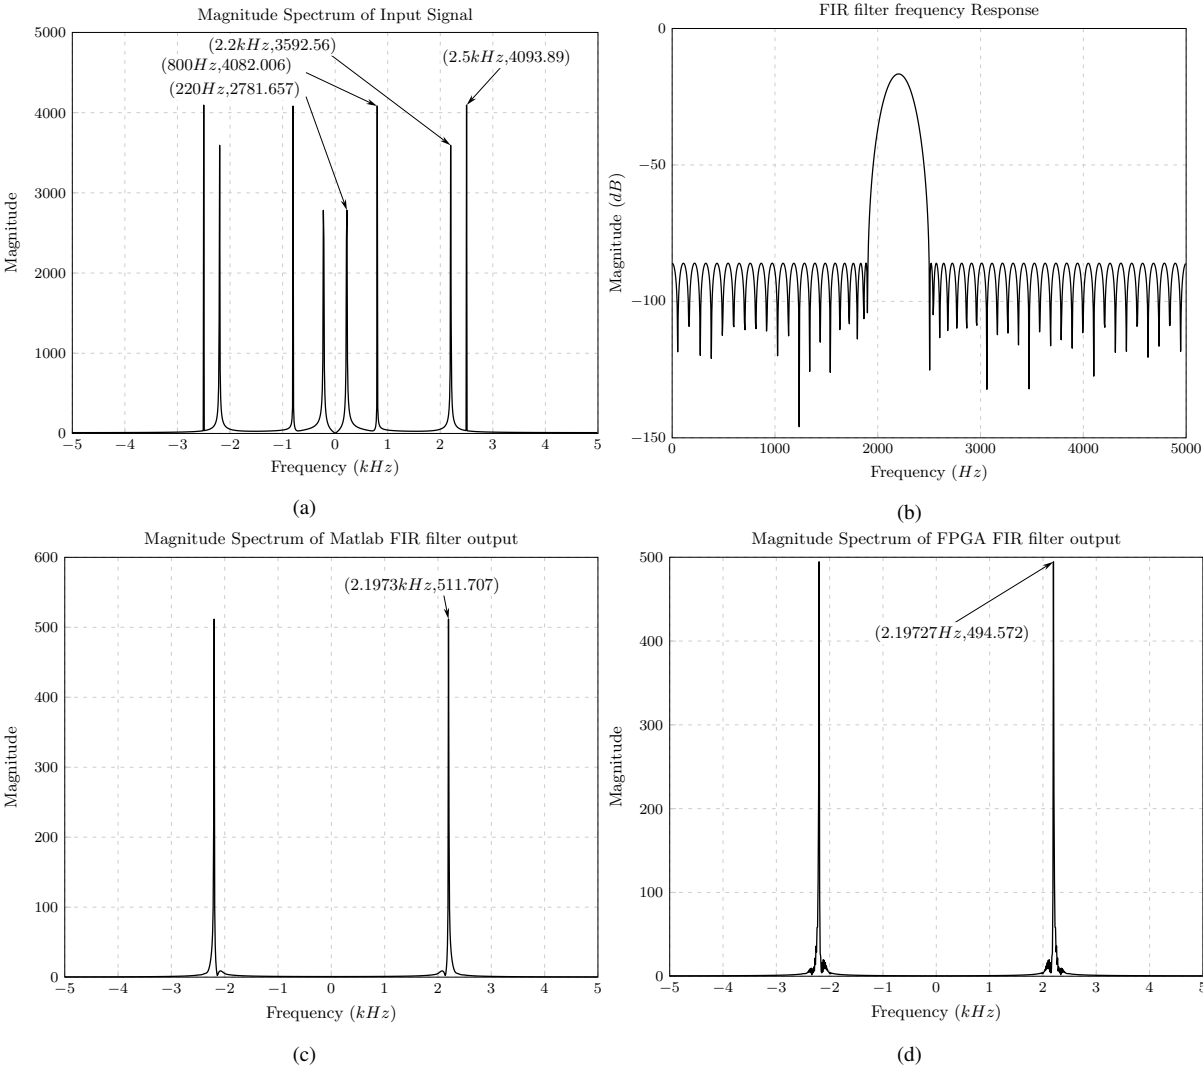 Magnitude Spectrum of Input Signal
5000
4000
3000
2000
1000
0
Magnitude
(2.2kHz,3592.56)
(800Hz,4082.006)
(220Hz,2781.657)
(2.5kHz,4093.89)
−5 −4 −3 −2 −1 0 1 2 3 4 5
Frequency (kHz)
(a)
FIR filter frequency Response
0
−50
−100
−150
Magnitude (dB)
0 1000 2000 3000 4000 5000
Frequency (Hz)
(b)
Magnitude Spectrum of Matlab FIR filter output
600
500
400
300
200
100
0
Magnitude
(2.1973kHz,511.707)
−5 −4 −3 −2 −1 0 1 2 3 4 5
Frequency (kHz)
(c)
Magnitude Spectrum of FPGA FIR filter output
500
400
300
200
100
0
Magnitude
(2.19727Hz,494.572)
−5 −4 −3 −2 −1 0 1 2 3 4 5
Frequency (kHz)
(d)